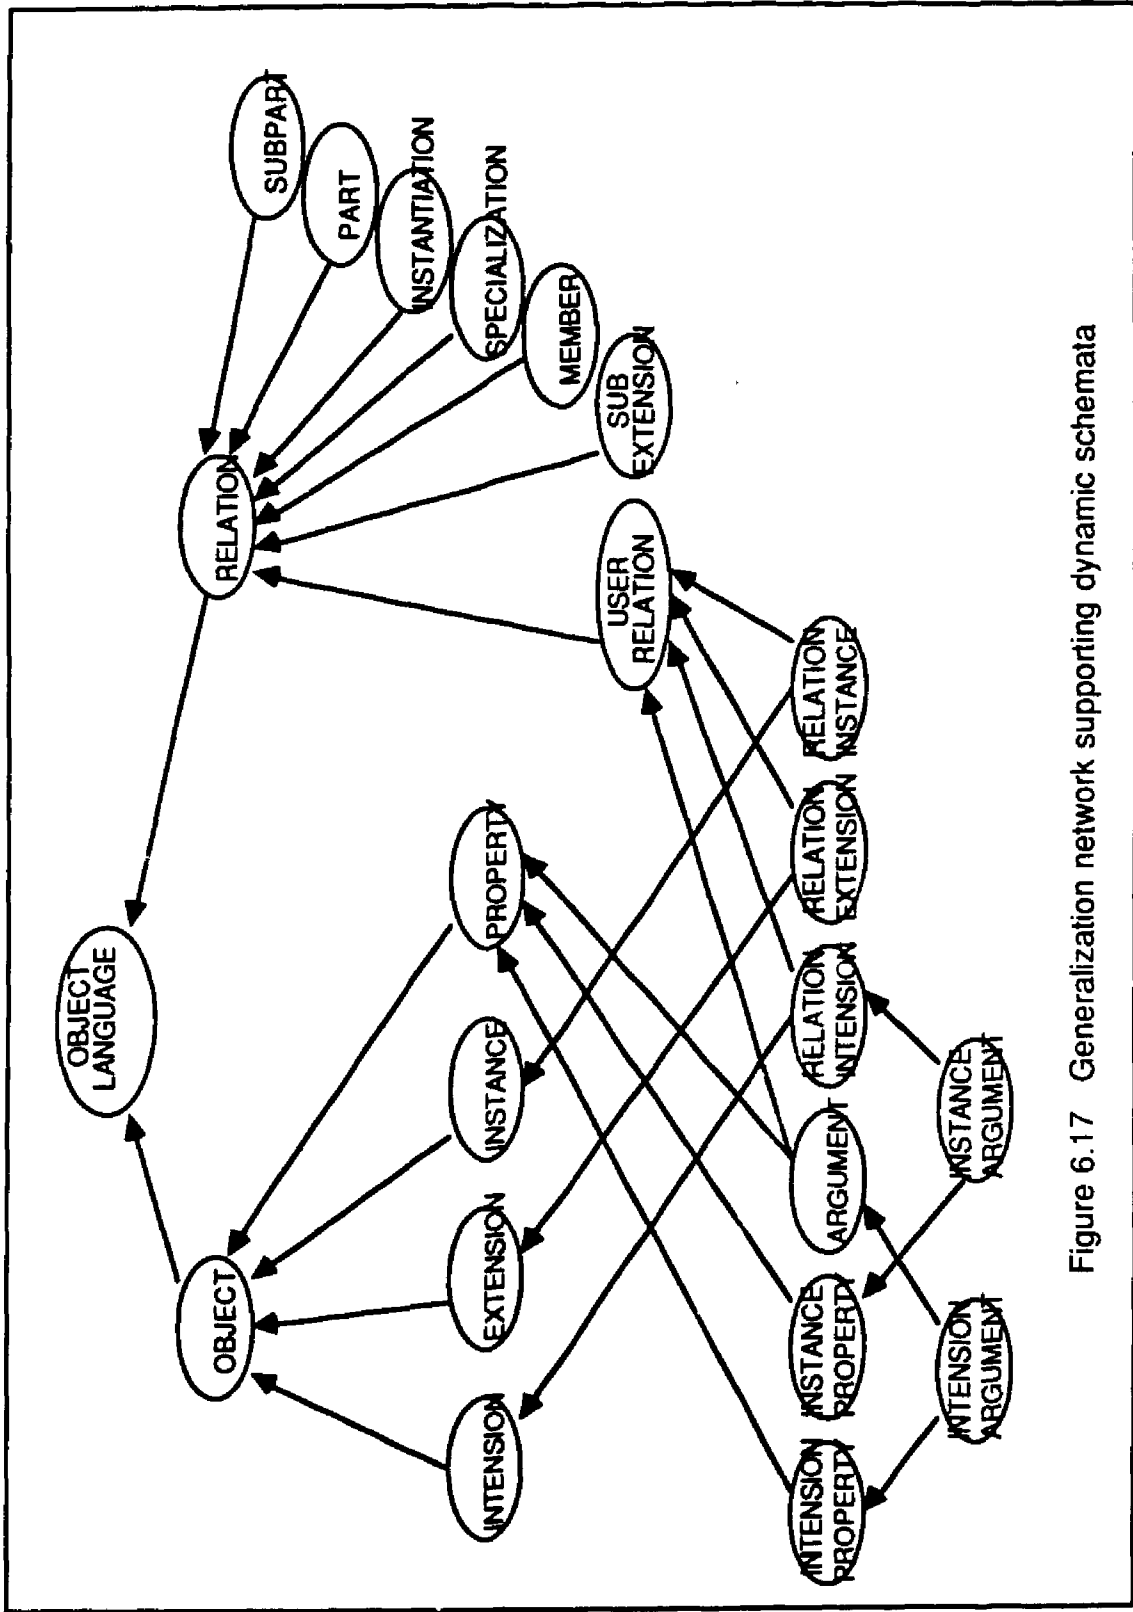 OBJECT
LANGUAGE
OBJECT
RELATION
INTENSION
EXTENSION
INSTANCE
PROPERTY
SUBPART
PART
INSTANTIATION
SPECIALIZATION
MEMBER
SUB
EXTENSION
USER
RELATION
INTENSION
PROPERTY
INSTANCE
PROPERTY
ARGUMENT
RELATION
INTENSION
RELATION
EXTENSION
RELATION
INSTANCE
INTENSION
ARGUMENT
INSTANCE
ARGUMENT
Figure 6.17 Generalization network supporting dynamic schemata